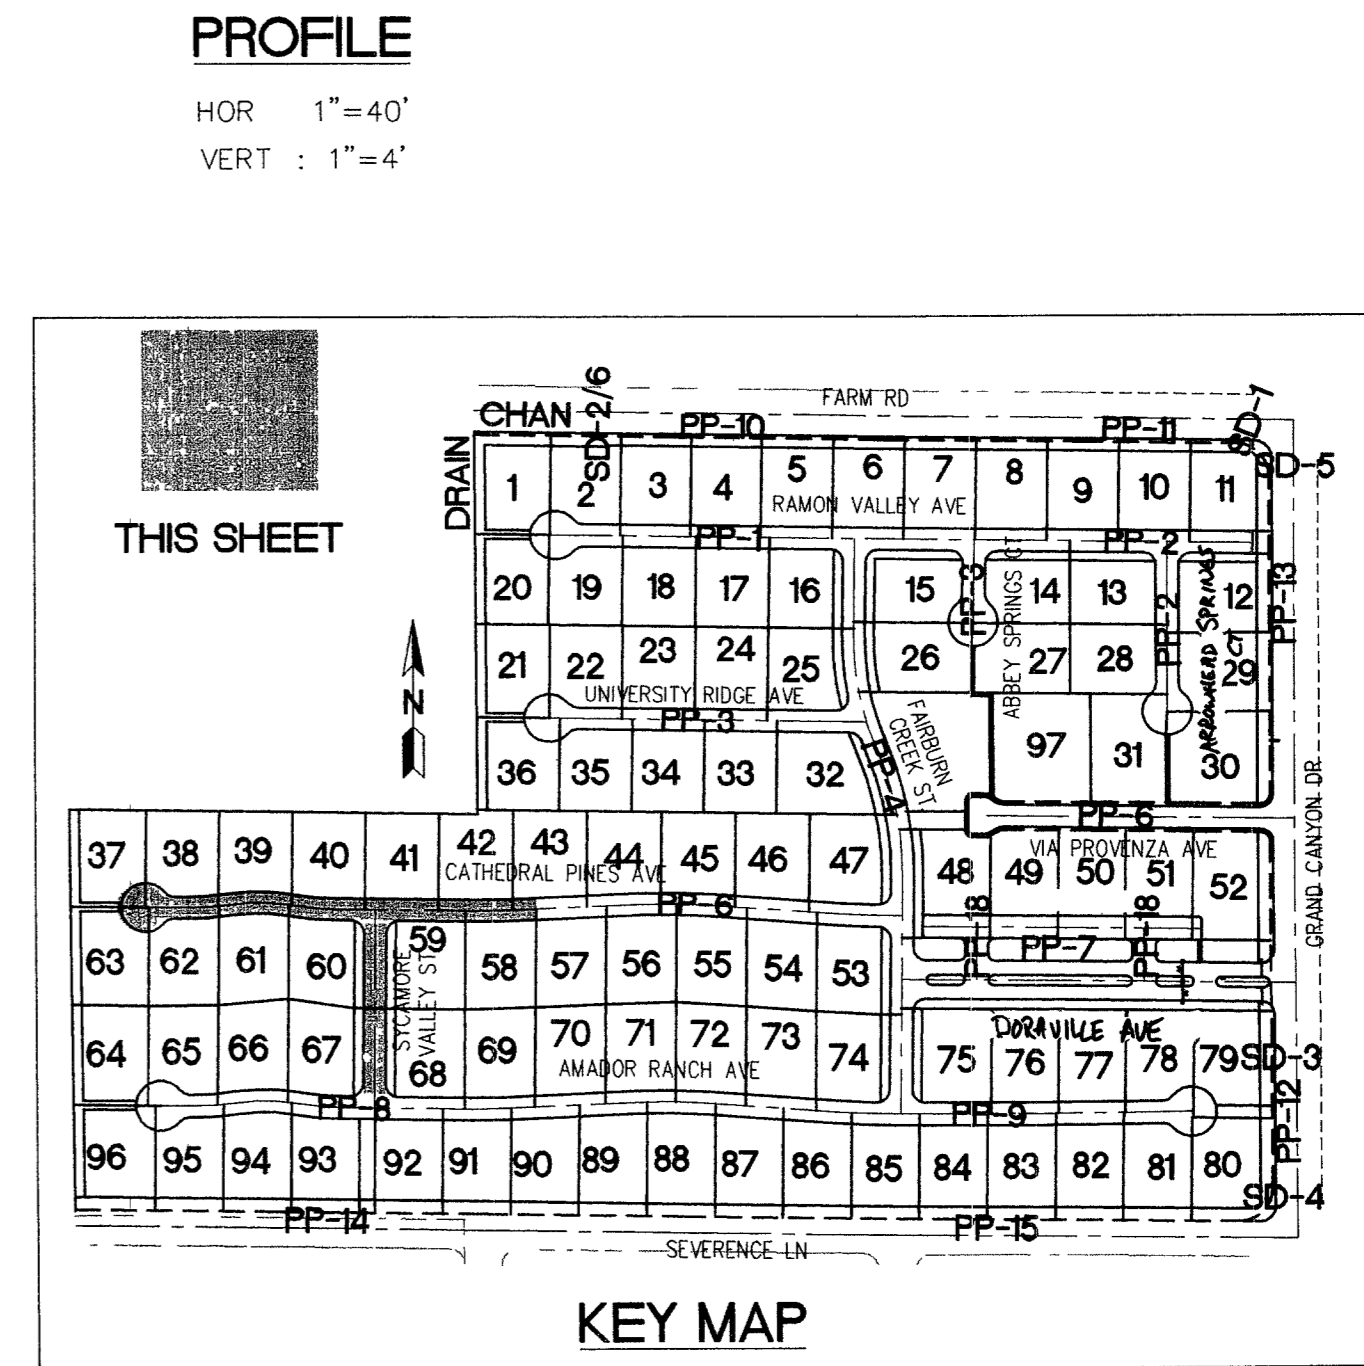 PROFILE
HOR 1"=40'
VERT : 1"=4'
THIS SHEET
FARM RD
CHAN
SD-2/6
PP-10
PP-11
SD-1
SD-5
DRAIN
1 2 3 4 5 6 7 8 9 10 11
RAMON VALLEY AVE
PP-1
PP-2
20 19 18 17 16 15 14 13 12
PP-3
PP-2
PP-13
ABBEY SPRINGS CT
ARROWHEAD SPRINGS CT
21 22 23 24 25 26 27 28 29
UNIVERSITY RIDGE AVE
PP-3
N
FAIRBURN CREEK ST
PP-4
36 35 34 33 32 97 31 30
GRAND CANYON DR
PP-6
37 38 39 40 41 42 43 44 45 46 47 48 49 50 51 52
CATHEDRAL PINES AVE
VIA PROVENZA AVE
PP-6
PP-18
PP-18
PP-7
63 62 61 60 59 58 57 56 55 54 53
SYCAMORE VALLEY ST
DORAVILLE AVE
64 65 66 67 68 69 70 71 72 73 74 75 76 77 78 79
SD-3
AMADOR RANCH AVE
PP-8
PP-9
PP-12
96 95 94 93 92 91 90 89 88 87 86 85 84 83 82 81 80
SD-4
PP-14
PP-15
SEVERENCE LN
KEY MAP